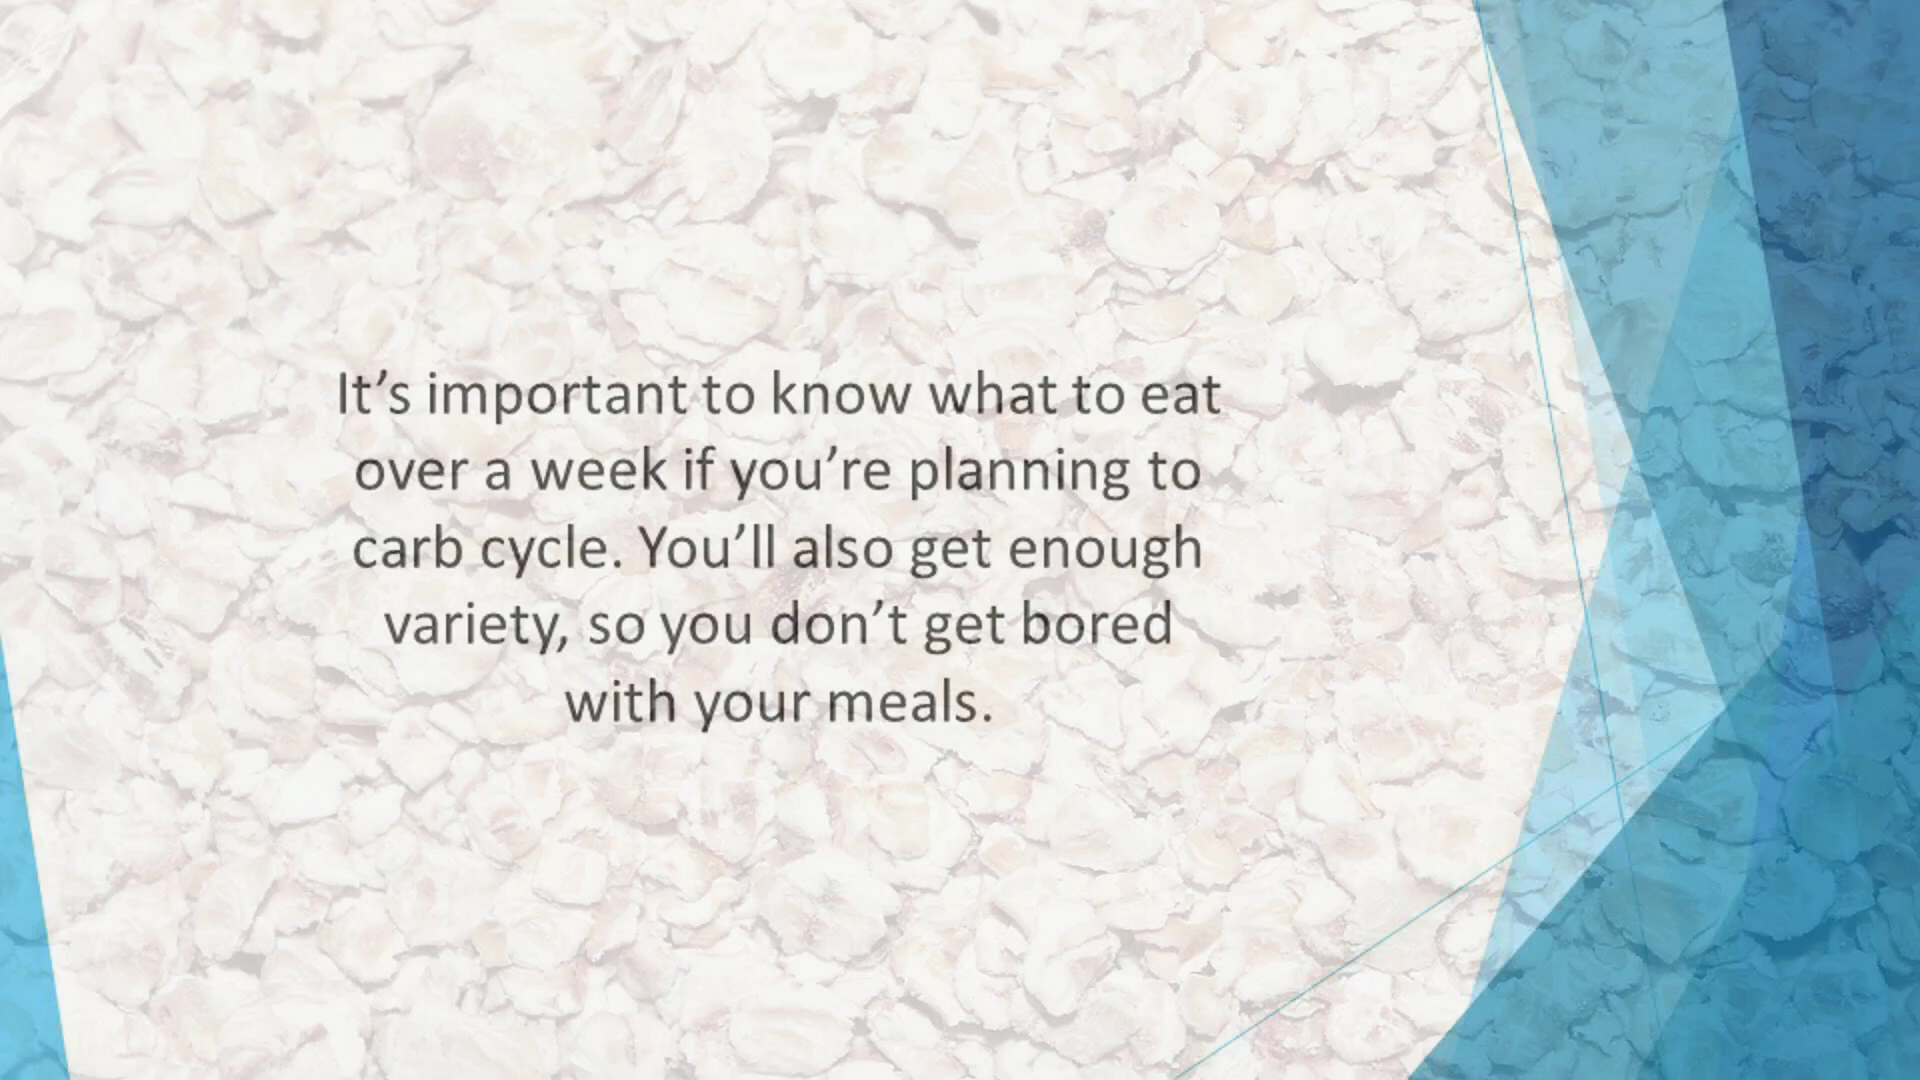 It’s important to know what to eat
over a week if you’re planning to
carb cycle. You’ll also get enough
variety, so you don’t get bored
with your meals.